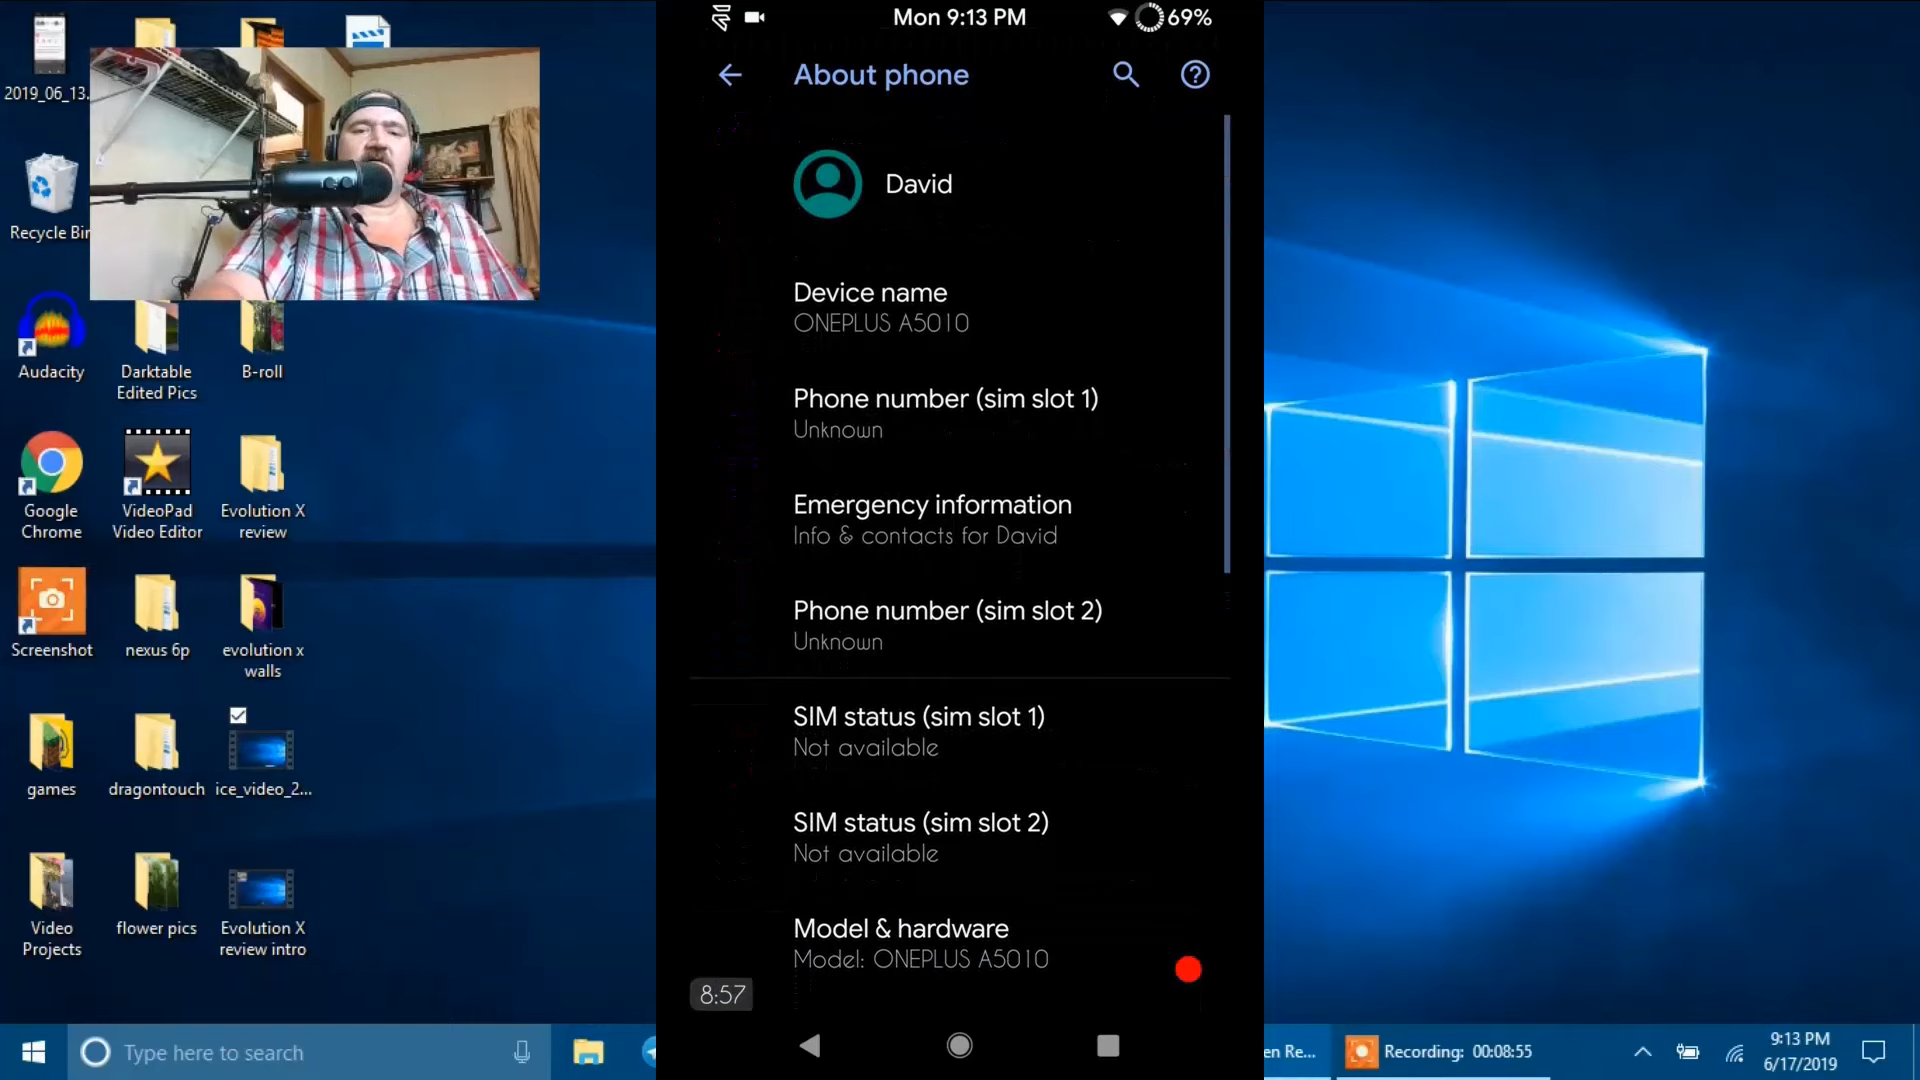 2019_06_13.
Recycle Bin
Audacity
Darktable
Edited Pics
B-roll
Google
Chrome
VideoPad
Video Editor
Evolution X
review
Screenshot
nexus 6p
evolution x
walls
games
dragontouch
ice_video_2...
Video
Projects
flower pics
Evolution X
review intro
Type here to search
Mon 9:13 PM
69%
About phone
David
Device name
ONEPLUS A5010
Phone number (sim slot 1)
Unknown
Emergency information
Info & contacts for David
Phone number (sim slot 2)
Unknown
SIM status (sim slot 1)
Not available
SIM status (sim slot 2)
Not available
Model & hardware
Model: ONEPLUS A5010
8:57
en Re...
Recording: 00:08:55
9:13 PM
6/17/2019